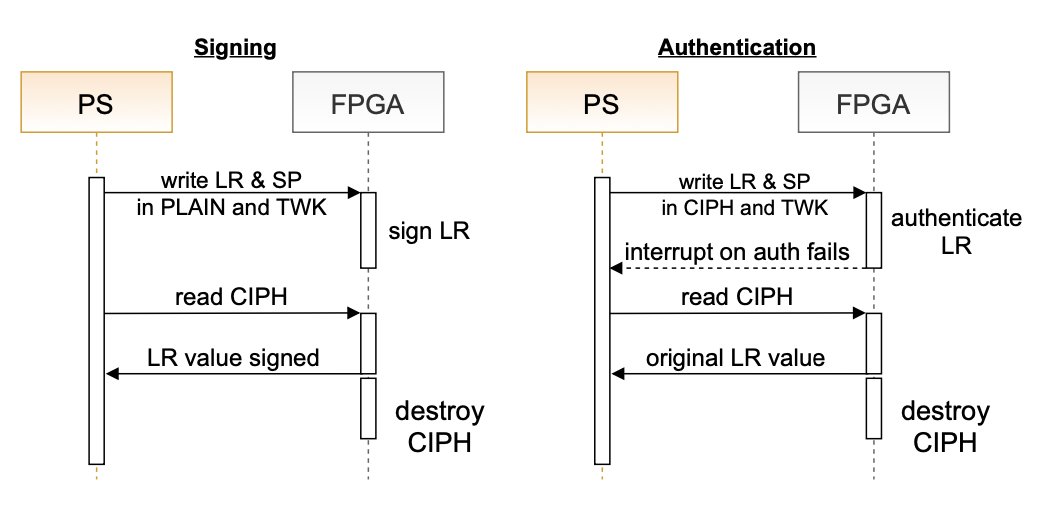 Signing
PS
FPGA
write LR & SP
in PLAIN and TWK
sign LR
read CIPH
LR value signed
destroy
CIPH
Authentication
PS
FPGA
write LR & SP
in CIPH and TWK
authenticate
LR
interrupt on auth fails
read CIPH
original LR value
destroy
CIPH